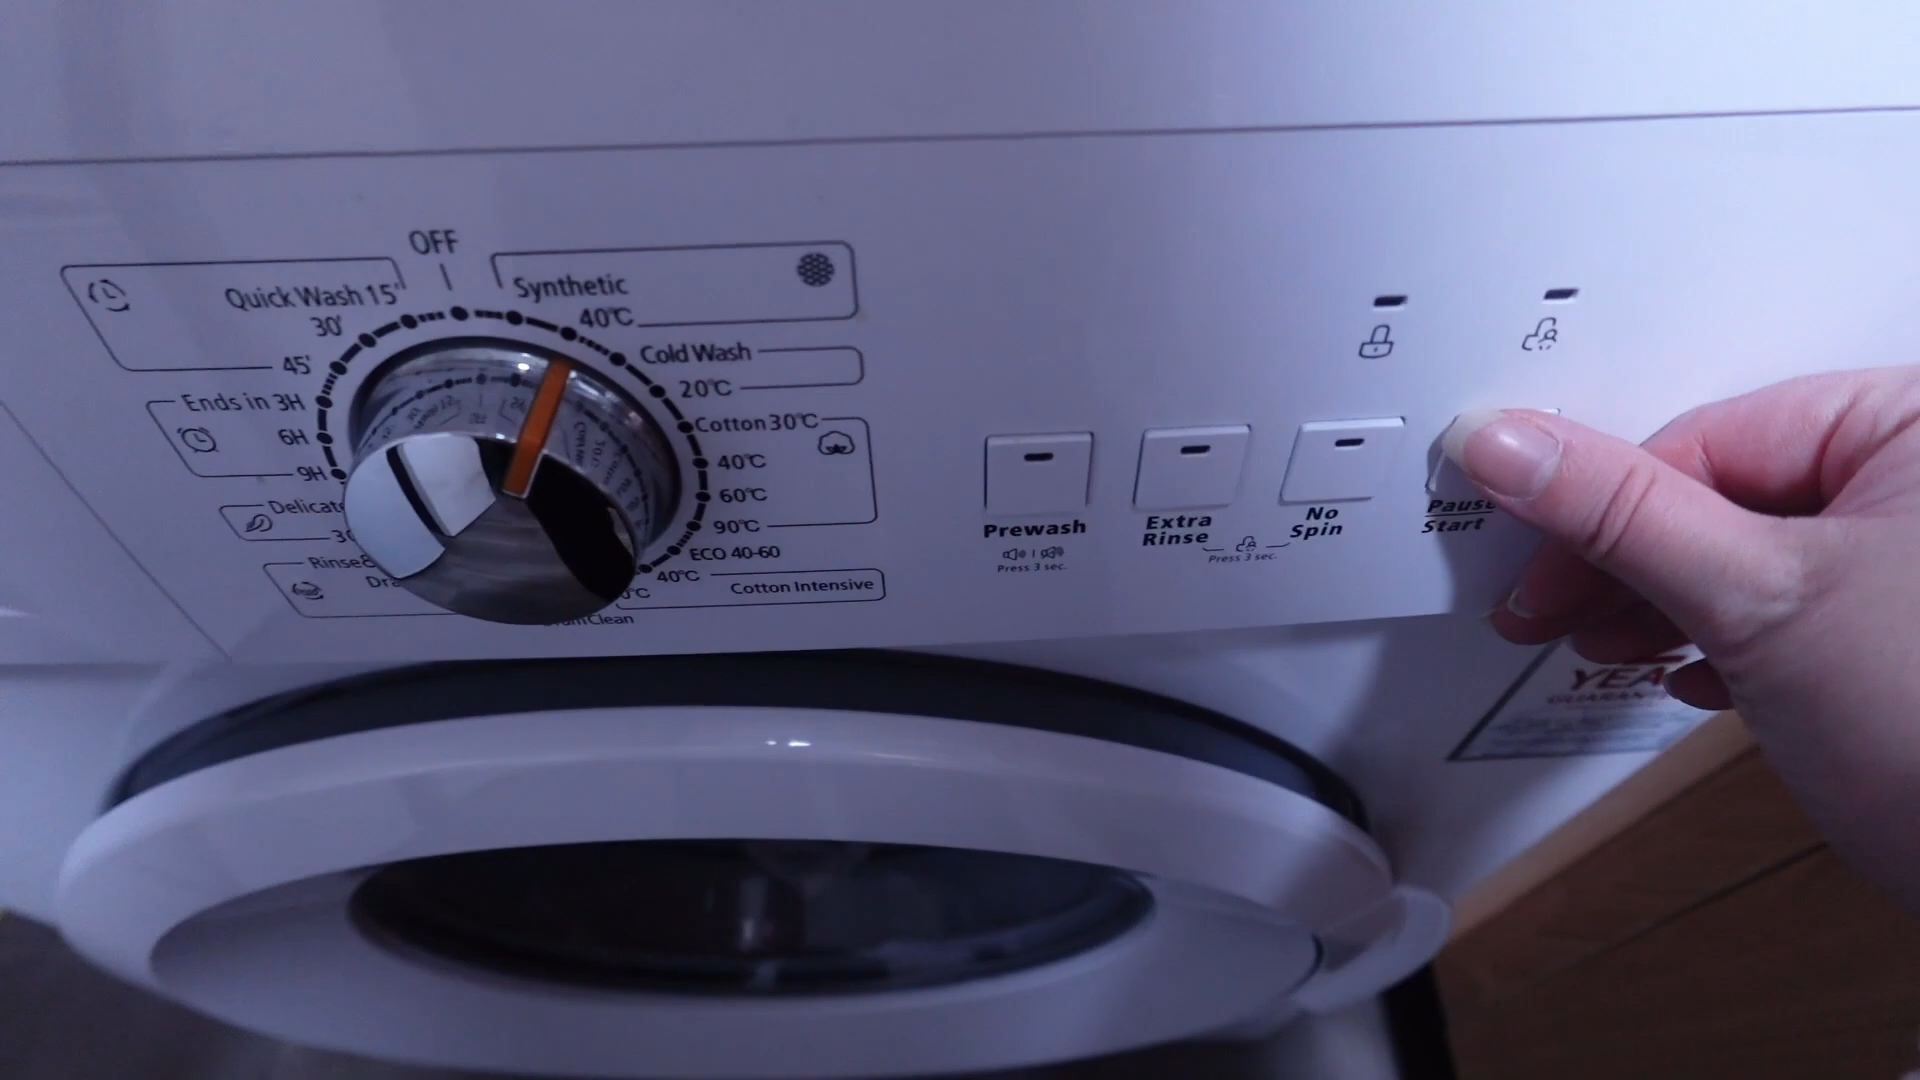 OFF
Quick Wash 15'
30'
45'
Ends in 3H
6H
9H
Rinse&
Synthetic
40℃
Cold Wash
20℃
Cotton 30℃
40℃
60℃
90℃
ECO 40-60
40℃
Cotton Intensive
Clean
Prewash
Press 3 sec.
Extra
Rinse
No
Spin
Press 3 sec.
Start